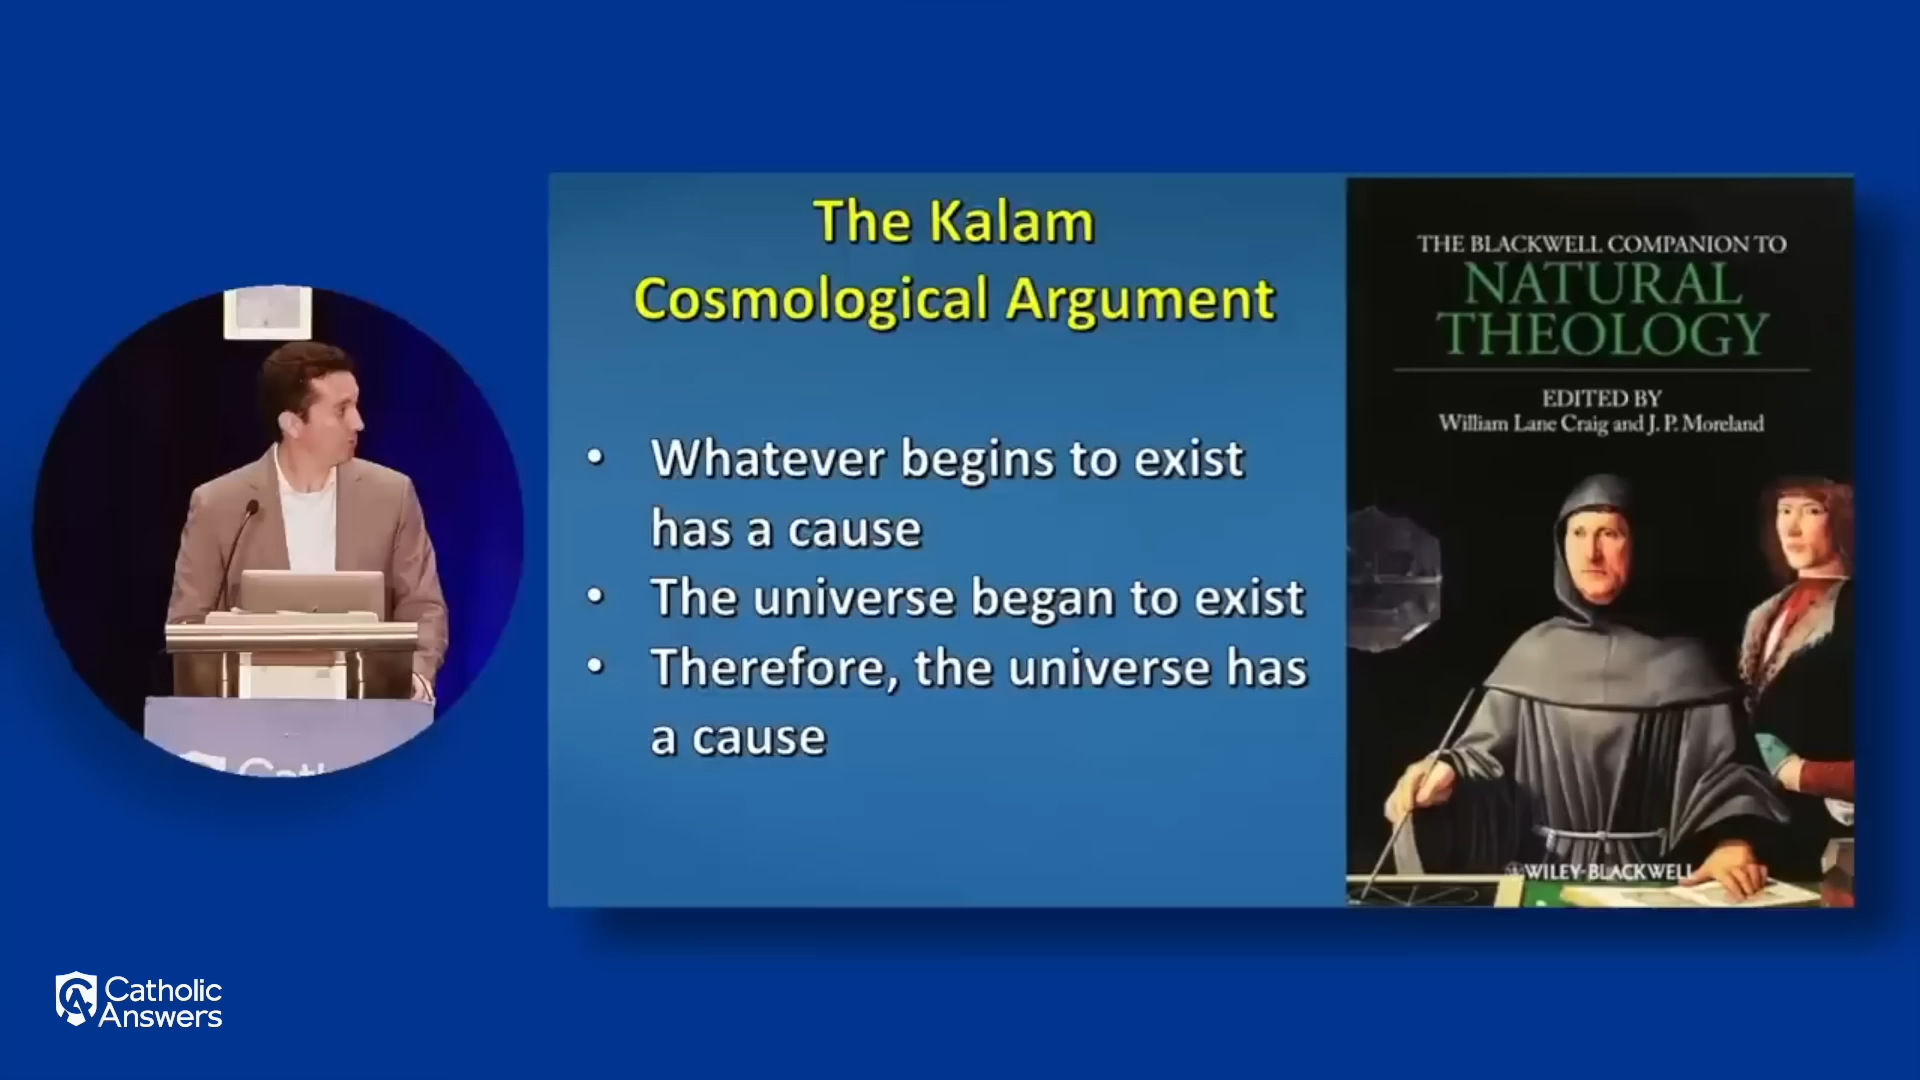 The Kalam
Cosmological Argument
• Whatever begins to exist
has a cause
• The universe began to exist
• Therefore, the universe has
a cause
THE BLACKWELL COMPANION TO
NATURAL
THEOLOGY
EDITED BY
William Lane Craig and J. P. Moreland
WILEY-BLACKWELL
Catholic
Answers